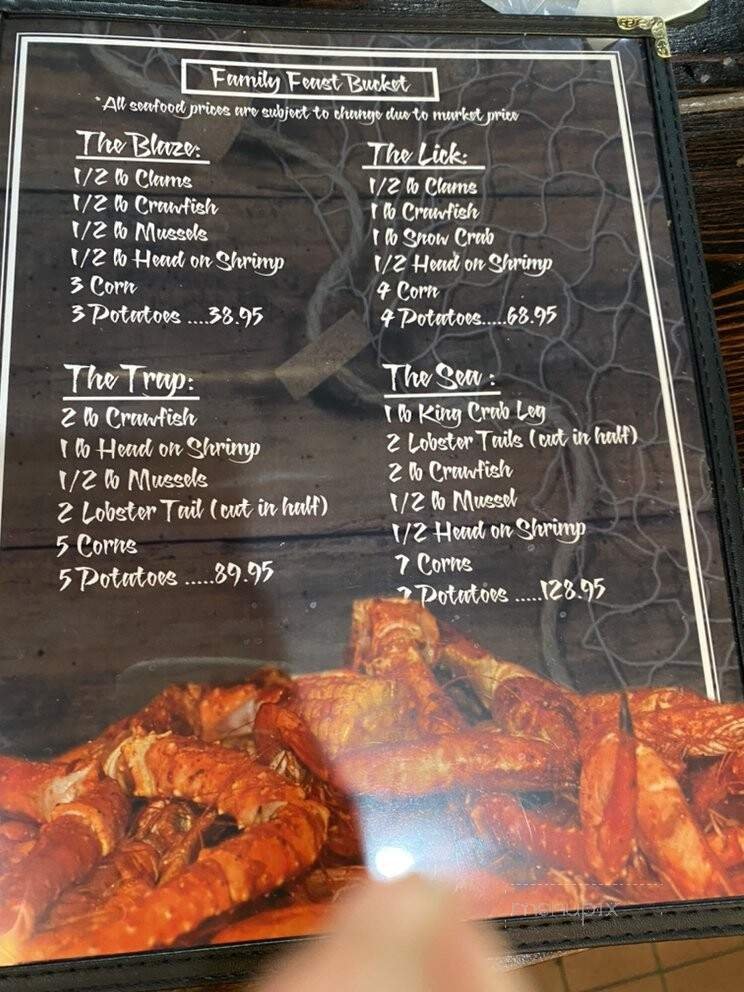 Family Feast Bucket
*All seafood prices are subject to change due to market price
The Blaze:
1/2 lb Clams
1/2 lb Crawfish
1/2 lb Mussels
1/2 lb Head on Shrimp
3 Corn
3 Potatoes ....38.95
The Lick:
1/2 lb Clams
1 lb Crawfish
1 lb Snow Crab
1/2 Head on Shrimp
4 Corn
4 Potatoes.....68.95
The Trap:
2 lb Crawfish
1 lb Head on Shrimp
1/2 lb Mussels
2 Lobster Tail (cut in half)
5 Corns
5 Potatoes .....89.95
The Sea :
1 lb King Crab Leg
2 Lobster Tails (cut in half)
2 lb Crawfish
1/2 lb Mussel
1/2 Head on Shrimp
7 Corns
7 Potatoes .....128.95
menupix